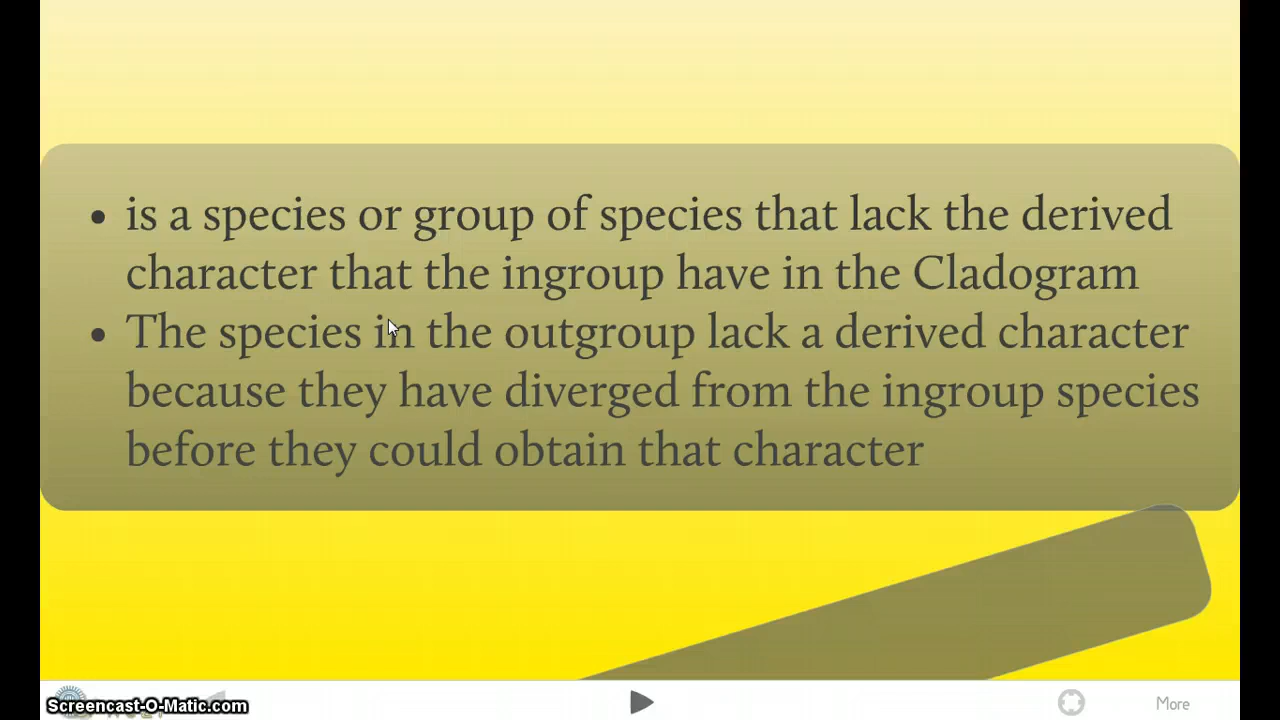 • is a species or group of species that lack the derived
character that the ingroup have in the Cladogram
• The species in the outgroup lack a derived character
because they have diverged from the ingroup species
before they could obtain that character
Screencast-O-Matic.com
More